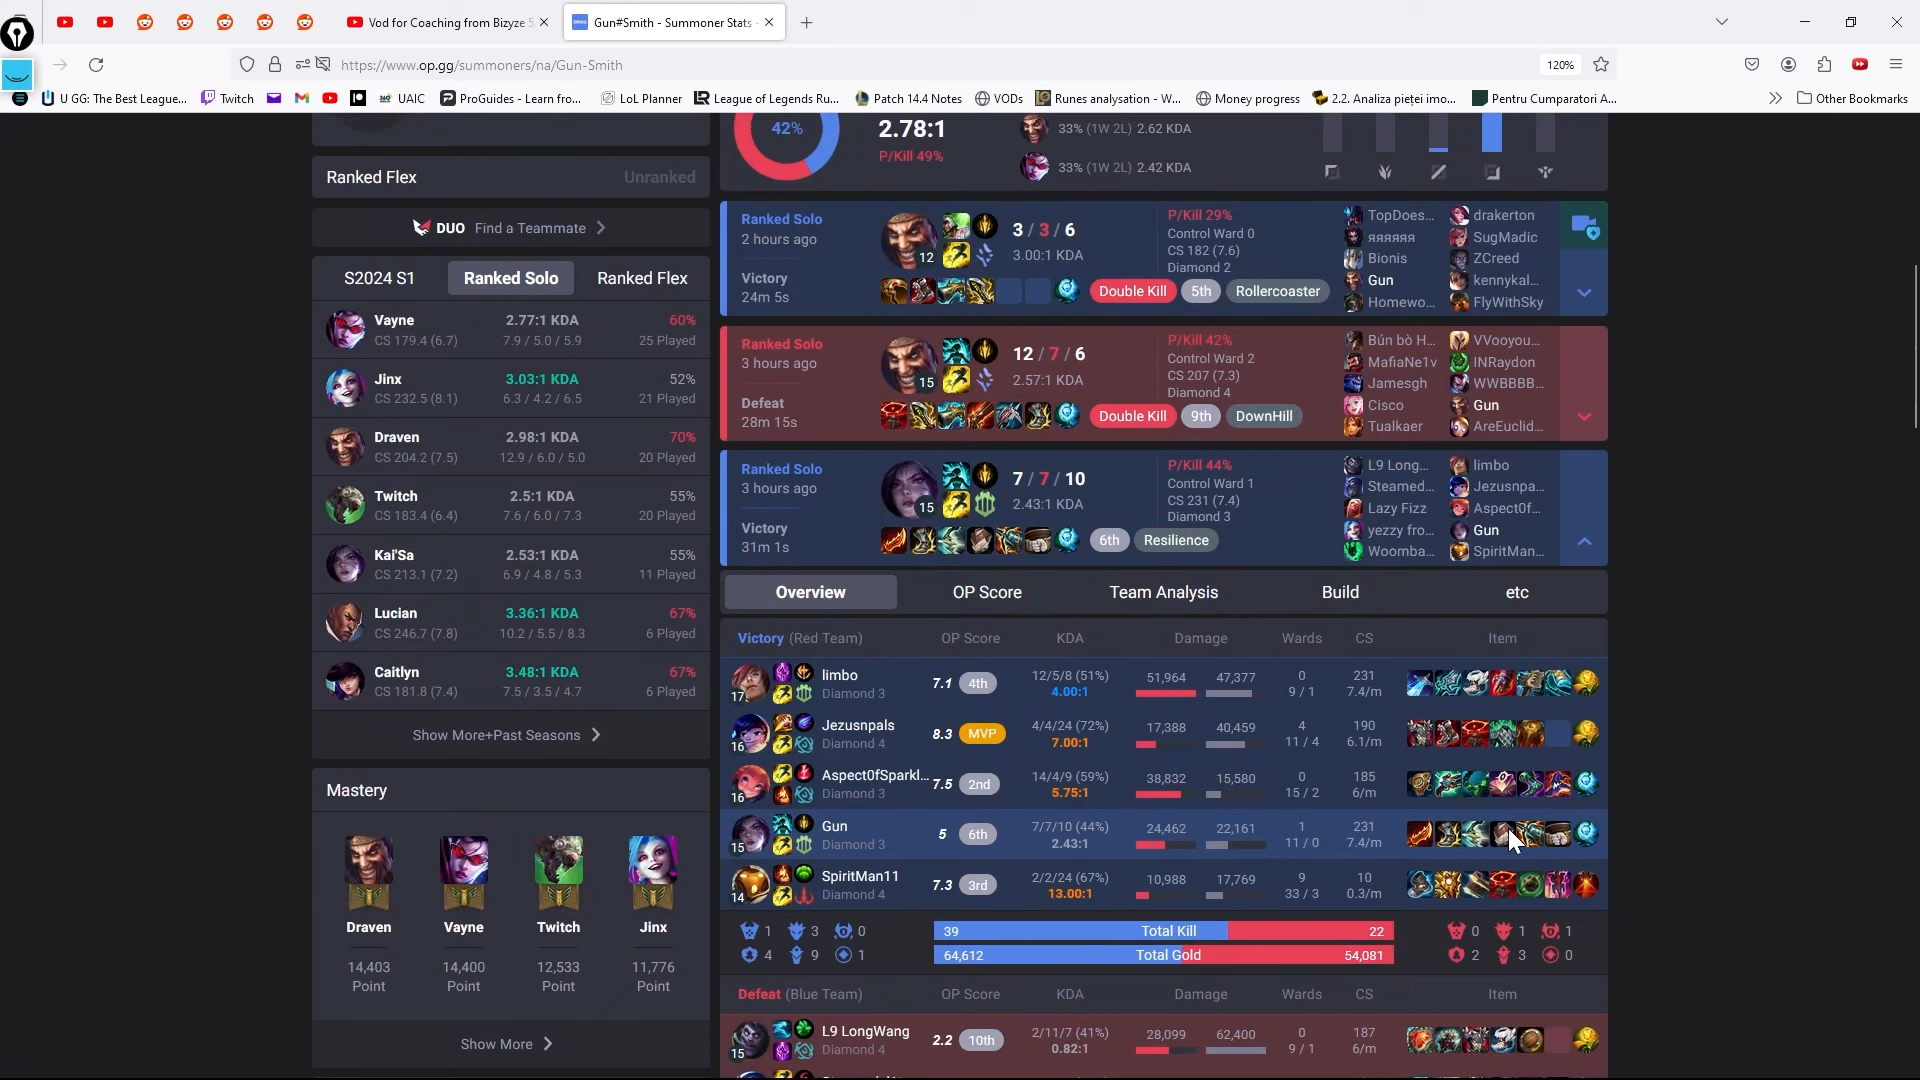 Vod for Coaching from Bizyze
Gun#Smith - Summoner Stats -
https://www.op.gg/summoners/na/Gun-Smith
120%
U GG: The Best League...
Twitch
UAIC
ProGuides - Learn fro...
LoL Planner
League of Legends Ru...
Patch 14.4 Notes
VODs
Runes analysation - W...
Money progress
2.2. Analiza pieței imo...
Pentru Cumparatori A...
Other Bookmarks
42%
2.78:1
P/Kill 49%
33% (1W 2L) 2.62 KDA
33% (1W 2L) 2.42 KDA
Ranked Flex
Unranked
DUO Find a Teammate
S2024 S1
Ranked Solo
Ranked Flex
Vayne
2.77:1 KDA
60%
CS 179.4 (6.7)
7.9 / 5.0 / 5.9
25 Played
Jinx
3.03:1 KDA
52%
CS 232.5 (8.1)
6.3 / 4.2 / 6.5
21 Played
Draven
2.98:1 KDA
70%
CS 204.2 (7.5)
12.9 / 6.0 / 5.0
20 Played
Twitch
2.5:1 KDA
55%
CS 183.4 (6.4)
7.6 / 6.0 / 7.3
20 Played
Kai'Sa
2.53:1 KDA
55%
CS 213.1 (7.2)
6.9 / 4.8 / 5.3
11 Played
Lucian
3.36:1 KDA
67%
CS 246.7 (7.8)
10.2 / 5.5 / 8.3
6 Played
Caitlyn
3.48:1 KDA
67%
CS 181.8 (7.4)
7.5 / 3.5 / 4.7
6 Played
Show More+Past Seasons
Mastery
Draven
Vayne
Twitch
Jinx
14,403
Point
14,400
Point
12,533
Point
11,776
Point
Show More
Ranked Solo
2 hours ago
Victory
24m 5s
12
3 / 3 / 6
3.00:1 KDA
P/Kill 29%
Control Ward 0
CS 182 (7.6)
Diamond 2
Double Kill
5th
Rollercoaster
TopDoes...
яяяяяя
Bionis
Gun
Homewo...
drakerton
SugMadic
ZCreed
kennykal...
FlyWithSky
Ranked Solo
3 hours ago
Defeat
28m 15s
15
12 / 7 / 6
2.57:1 KDA
P/Kill 42%
Control Ward 2
CS 207 (7.3)
Diamond 4
Double Kill
9th
DownHill
Bún bò H...
MafiaNe1v
Jamesgh
Cisco
Tualkaer
VVooyou...
INRaydon
WWBBBB...
Gun
AreEuclid...
Ranked Solo
3 hours ago
Victory
31m 1s
15
7 / 7 / 10
2.43:1 KDA
P/Kill 44%
Control Ward 1
CS 231 (7.4)
Diamond 3
6th
Resilience
L9 Long...
Steamed...
Lazy Fizz
yezzy fro...
Woomba...
limbo
Jezusnpa...
Aspect0f...
Gun
SpiritMan...
Overview
OP Score
Team Analysis
Build
etc
Victory (Red Team)
OP Score
KDA
Damage
Wards
CS
Item
17
limbo
Diamond 3
7.1 4th
12/5/8 (51%)
4.00:1
51,964
47,377
0
9 / 1
231
7.4/m
16
Jezusnpals
Diamond 4
8.3 MVP
4/4/24 (72%)
7.00:1
17,388
40,459
4
11 / 4
190
6.1/m
16
Aspect0fSparkl...
Diamond 3
7.5 2nd
14/4/9 (59%)
5.75:1
38,832
15,580
0
15 / 2
185
6/m
15
Gun
Diamond 3
5 6th
7/7/10 (44%)
2.43:1
24,462
22,161
1
11 / 0
231
7.4/m
14
SpiritMan11
Diamond 4
7.3 3rd
2/2/24 (67%)
13.00:1
10,988
17,769
9
33 / 3
10
0.3/m
1 3 0
39 Total Kill 22
0 1 1
4 9 1
64,612 Total Gold 54,081
2 3 0
Defeat (Blue Team)
OP Score
KDA
Damage
Wards
CS
Item
15
L9 LongWang
Diamond 4
2.2 10th
2/11/7 (41%)
0.82:1
28,099
62,400
0
9 / 1
187
6/m